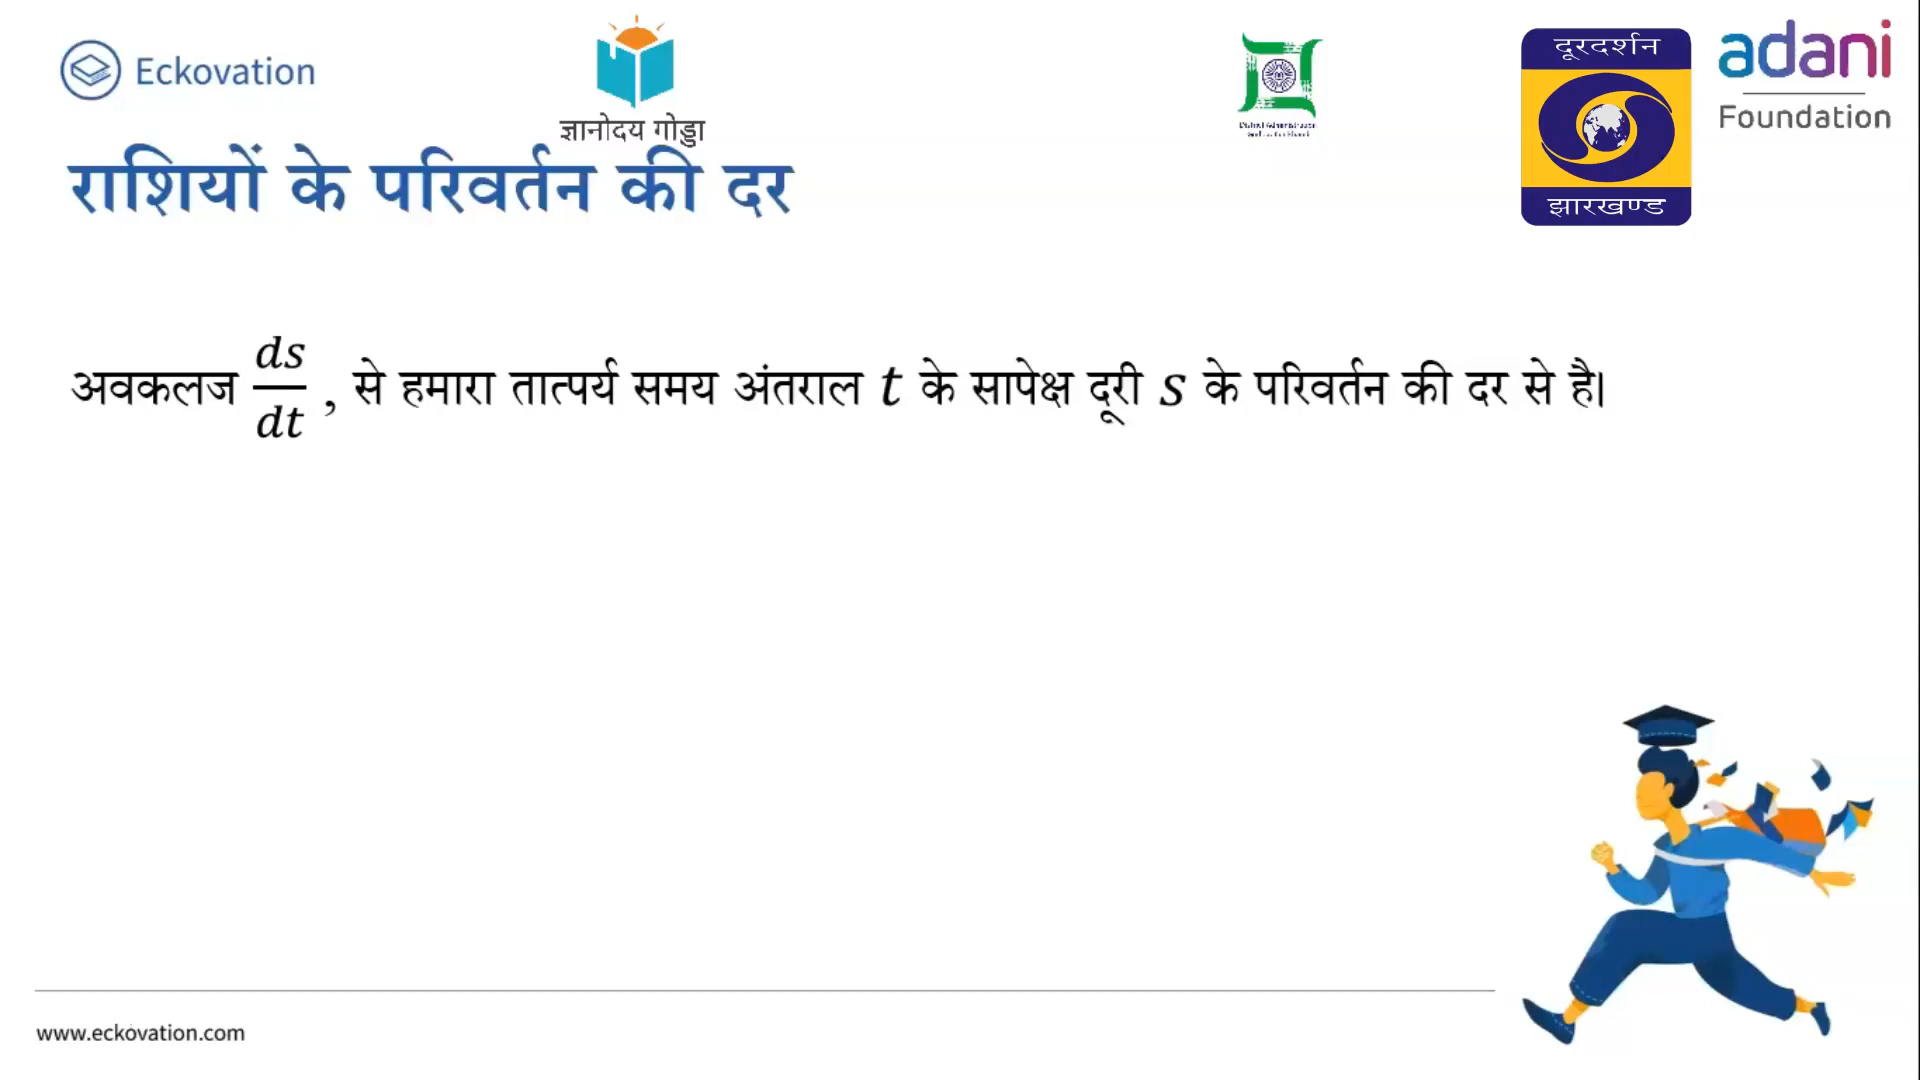 Eckovation
ज्ञानोदय गोड्डा
दूरदर्शन
झारखण्ड
adani
Foundation
राशियों के परिवर्तन की दर
अवकलज ds/dt , से हमारा तात्पर्य समय अंतराल t के सापेक्ष दूरी s के परिवर्तन की दर से है।
www.eckovation.com